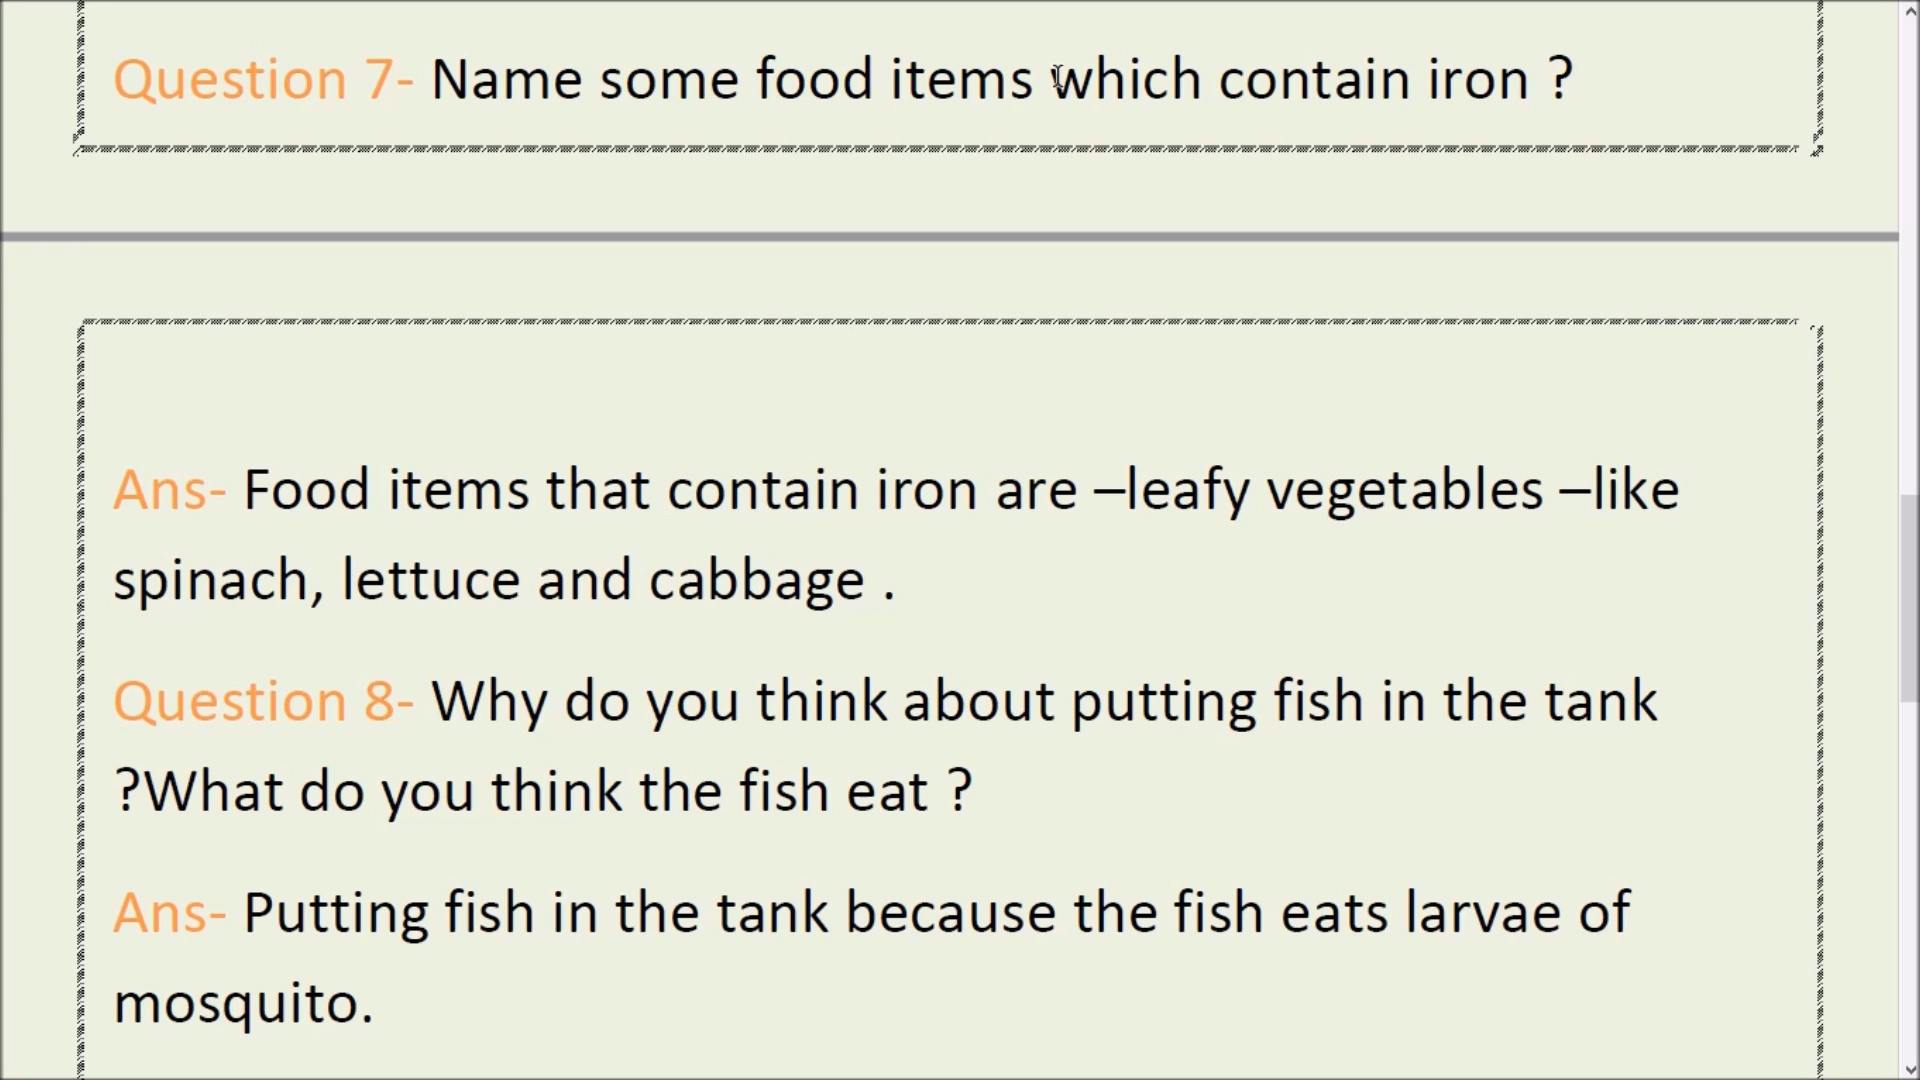 Question 7- Name some food items which contain iron ?
Ans- Food items that contain iron are –leafy vegetables –like
spinach, lettuce and cabbage .
Question 8- Why do you think about putting fish in the tank
?What do you think the fish eat ?
Ans- Putting fish in the tank because the fish eats larvae of
mosquito.